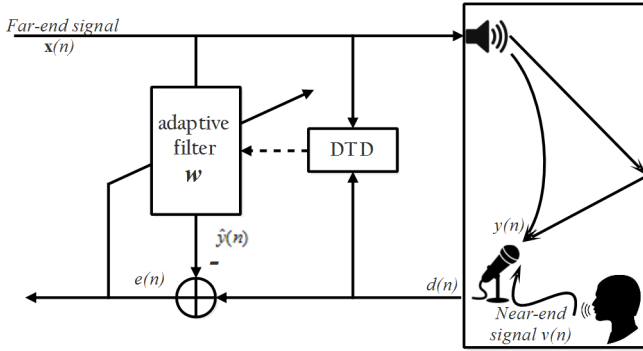 Far-end signal
x(n)
adaptive
filter
w
DTD
ŷ(n)
-
y(n)
e(n)
d(n)
Near-end
signal v(n)